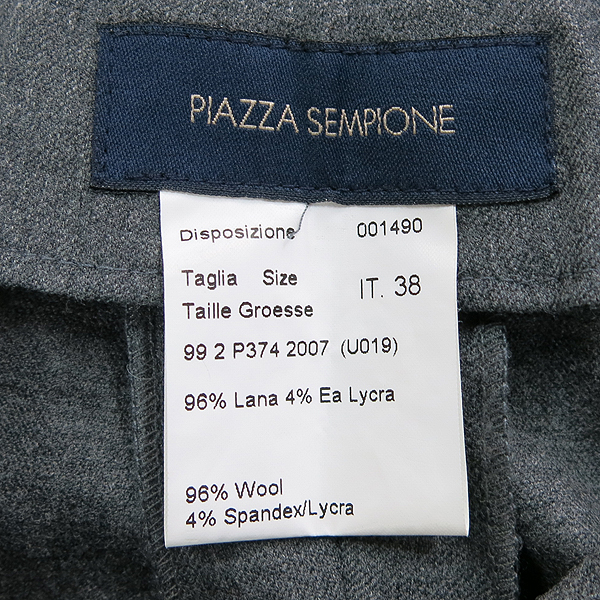 PIAZZA SEMPIONE
Disposizione 001490
Taglia Size
IT. 38
Taille Groesse
99 2 P374 2007 (U019)
96% Lana 4% Ea Lycra
96% Wool
4% Spandex/Lycra